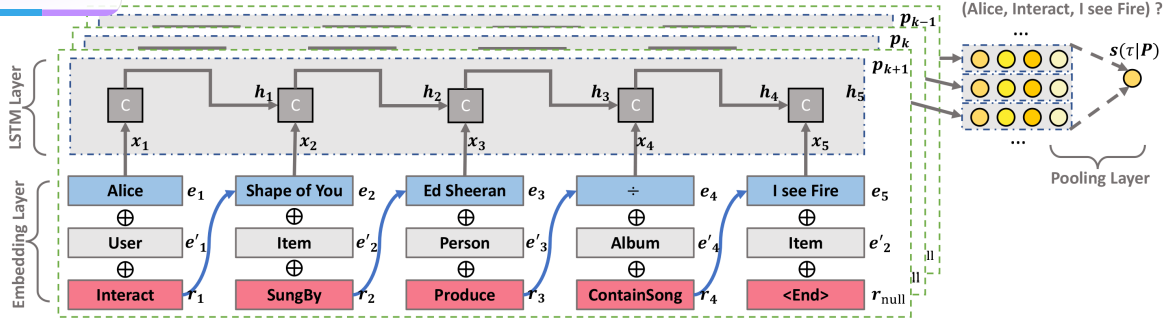 (Alice, Interact, I see Fire) ?
p_{k-1}
p_k
p_{k+1}
...
s(τ|P)
LSTM Layer
C h_1 C h_2 C h_3 C h_4 C h_5
x_1 x_2 x_3 x_4 x_5
...
Pooling Layer
Embedding Layer
Alice e_1 Shape of You e_2 Ed Sheeran e_3 ÷ e_4 I see Fire e_5
⊕ ⊕ ⊕ ⊕ ⊕
User e'_1 Item e'_2 Person e'_3 Album e'_4 Item e'_2
ll
⊕ ⊕ ⊕ ⊕ ⊕
Interact r_1 SungBy r_2 Produce r_3 ContainSong r_4 <End> r_null
ll